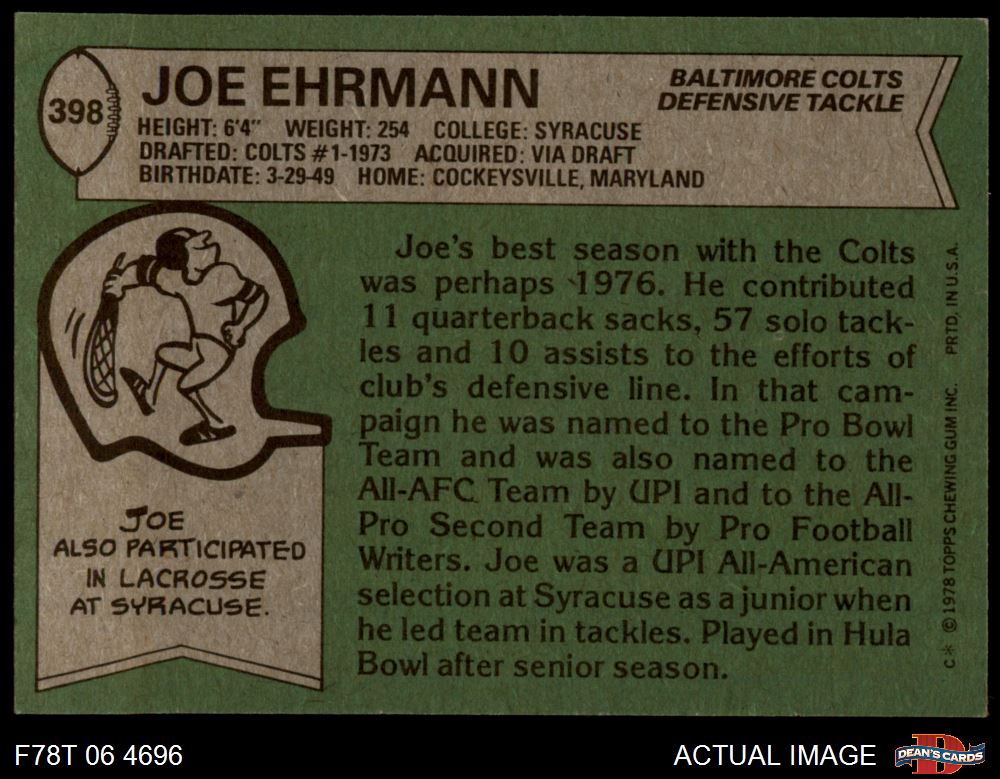 398
JOE EHRMANN
BALTIMORE COLTS
DEFENSIVE TACKLE
HEIGHT: 6'4" WEIGHT: 254 COLLEGE: SYRACUSE
DRAFTED: COLTS #1-1973 ACQUIRED: VIA DRAFT
BIRTHDATE: 3-29-49 HOME: COCKEYSVILLE, MARYLAND
Joe's best season with the Colts
was perhaps 1976. He contributed
11 quarterback sacks, 57 solo tack-
les and 10 assists to the efforts of
club's defensive line. In that cam-
paign he was named to the Pro Bowl
Team and was also named to the
All-AFC Team by UPI and to the All-
Pro Second Team by Pro Football
Writers. Joe was a UPI All-American
selection at Syracuse as a junior when
he led team in tackles. Played in Hula
Bowl after senior season.
JOE
ALSO PARTICIPATED
IN LACROSSE
AT SYRACUSE.
C* ©1978 TOPPS CHEWING GUM INC. PRTD. IN U.S.A.
F78T 06 4696
ACTUAL IMAGE
D
DEAN'S CARDS